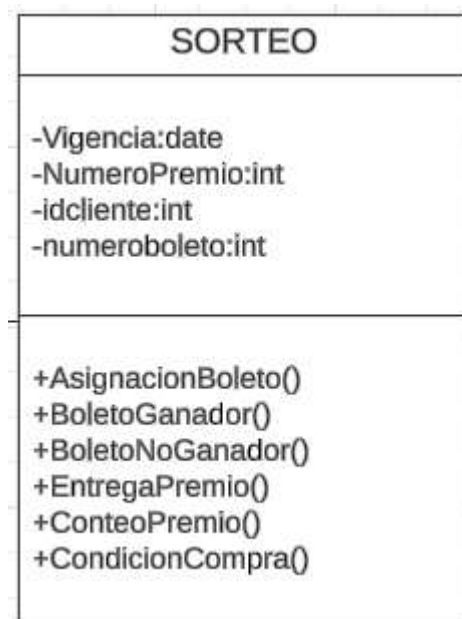 SORTEO
-Vigencia:date
-NumeroPremio:int
-idcliente:int
-numeroboleto:int
+AsignacionBoleto()
+BoletoGanador()
+BoletoNoGanador()
+EntregaPremio()
+ConteoPremio()
+CondicionCompra()